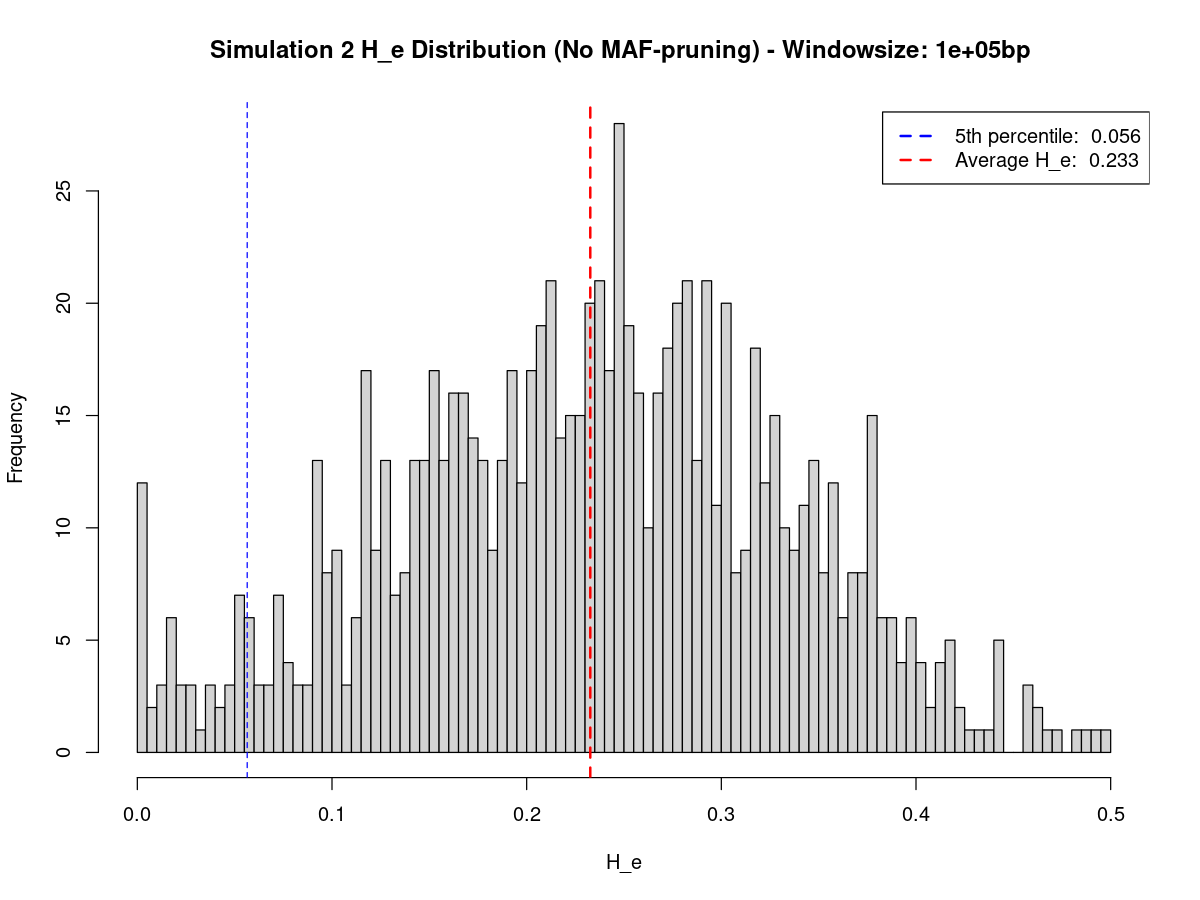 Simulation 2 H_e Distribution (No MAF-pruning) - Windowsize: 1e+05bp
5th percentile: 0.056
Average H_e: 0.233
Frequency
25
20
15
10
5
0
0.0 0.1 0.2 0.3 0.4 0.5
H_e